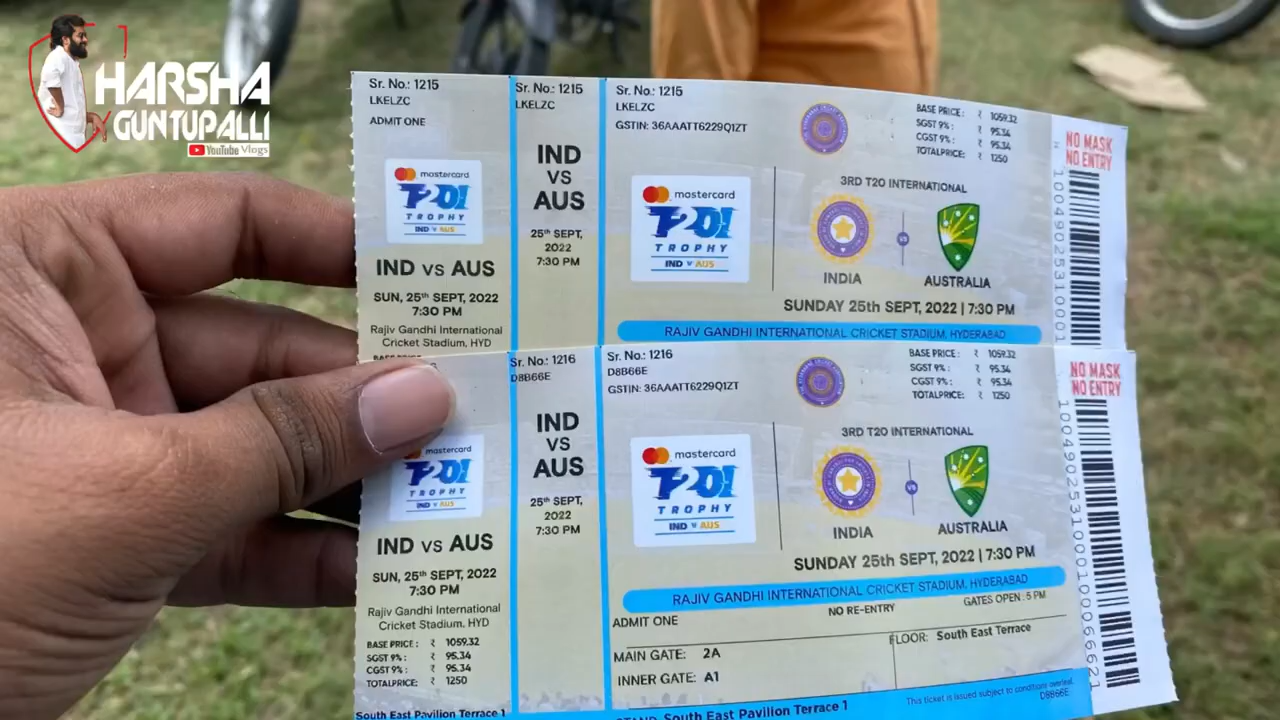 HARSHA
GUNTUPALLI
YouTube Vlogs
Sr. No.: 1215
LKELZC
ADMIT ONE
mastercard
T20I
TROPHY
IND V AUS
IND VS AUS
SUN, 25th SEPT, 2022
7:30 PM
Rajiv Gandhi International
Cricket Stadium, HYD
Sr. No.: 1215
LKELZC
IND
VS
AUS
25th SEPT,
2022
7:30 PM
Sr. No.: 1215
LKELZC
GSTIN: 36AAATT6229Q1ZT
BASE PRICE : ₹ 1059.32
SGST 9% : ₹ 95.34
CGST 9% : ₹ 95.34
TOTALPRICE: ₹ 1250
mastercard
T20I
TROPHY
IND V AUS
3RD T20 INTERNATIONAL
VS
INDIA
AUSTRALIA
SUNDAY 25th SEPT, 2022 | 7:30 PM
RAJIV GANDHI INTERNATIONAL CRICKET STADIUM, HYDERABAD
NO MASK
NO ENTRY
mastercard
T20I
TROPHY
IND V AUS
IND VS AUS
SUN, 25th SEPT, 2022
7:30 PM
Rajiv Gandhi International
Cricket Stadium, HYD
BASE PRICE : ₹ 1059.32
SGST 9% : ₹ 95.34
CGST 9% : ₹ 95.34
TOTALPRICE: ₹ 1250
South East Pavilion Terrace 1
Sr. No.: 1216
D8B66E
IND
VS
AUS
25th SEPT,
2022
7:30 PM
Sr. No.: 1216
D8B66E
GSTIN: 36AAATT6229Q1ZT
BASE PRICE : ₹ 1059.32
SGST 9% : ₹ 95.34
CGST 9% : ₹ 95.34
TOTALPRICE: ₹ 1250
mastercard
T20I
TROPHY
IND V AUS
3RD T20 INTERNATIONAL
VS
INDIA
AUSTRALIA
SUNDAY 25th SEPT, 2022 | 7:30 PM
RAJIV GANDHI INTERNATIONAL CRICKET STADIUM, HYDERABAD
ADMIT ONE NO RE-ENTRY GATES OPEN : 5 PM
MAIN GATE: 2A FLOOR: South East Terrace
INNER GATE: A1
STAND: South East Pavilion Terrace 1
This ticket is issued subject to conditions overleaf.
D8B66E
NO MASK
NO ENTRY